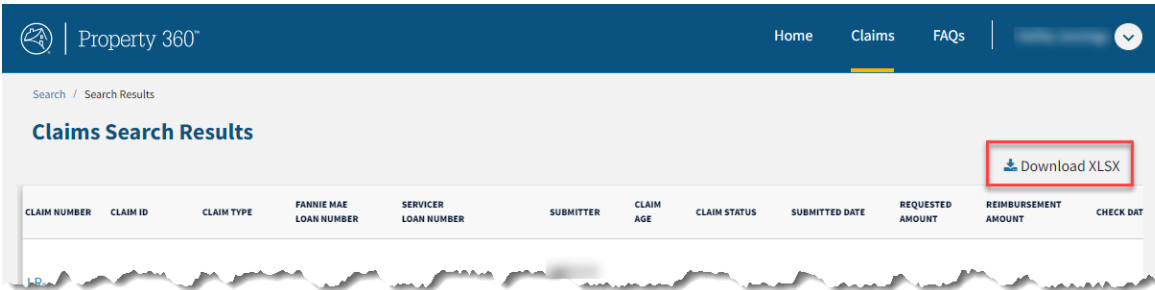 Property 360™
Home Claims FAQs
Search / Search Results
Claims Search Results
Download XLSX
CLAIM NUMBER CLAIM ID CLAIM TYPE FANNIE MAE LOAN NUMBER SERVICER LOAN NUMBER SUBMITTER CLAIM AGE CLAIM STATUS SUBMITTED DATE REQUESTED AMOUNT REIMBURSEMENT AMOUNT CHECK DAT